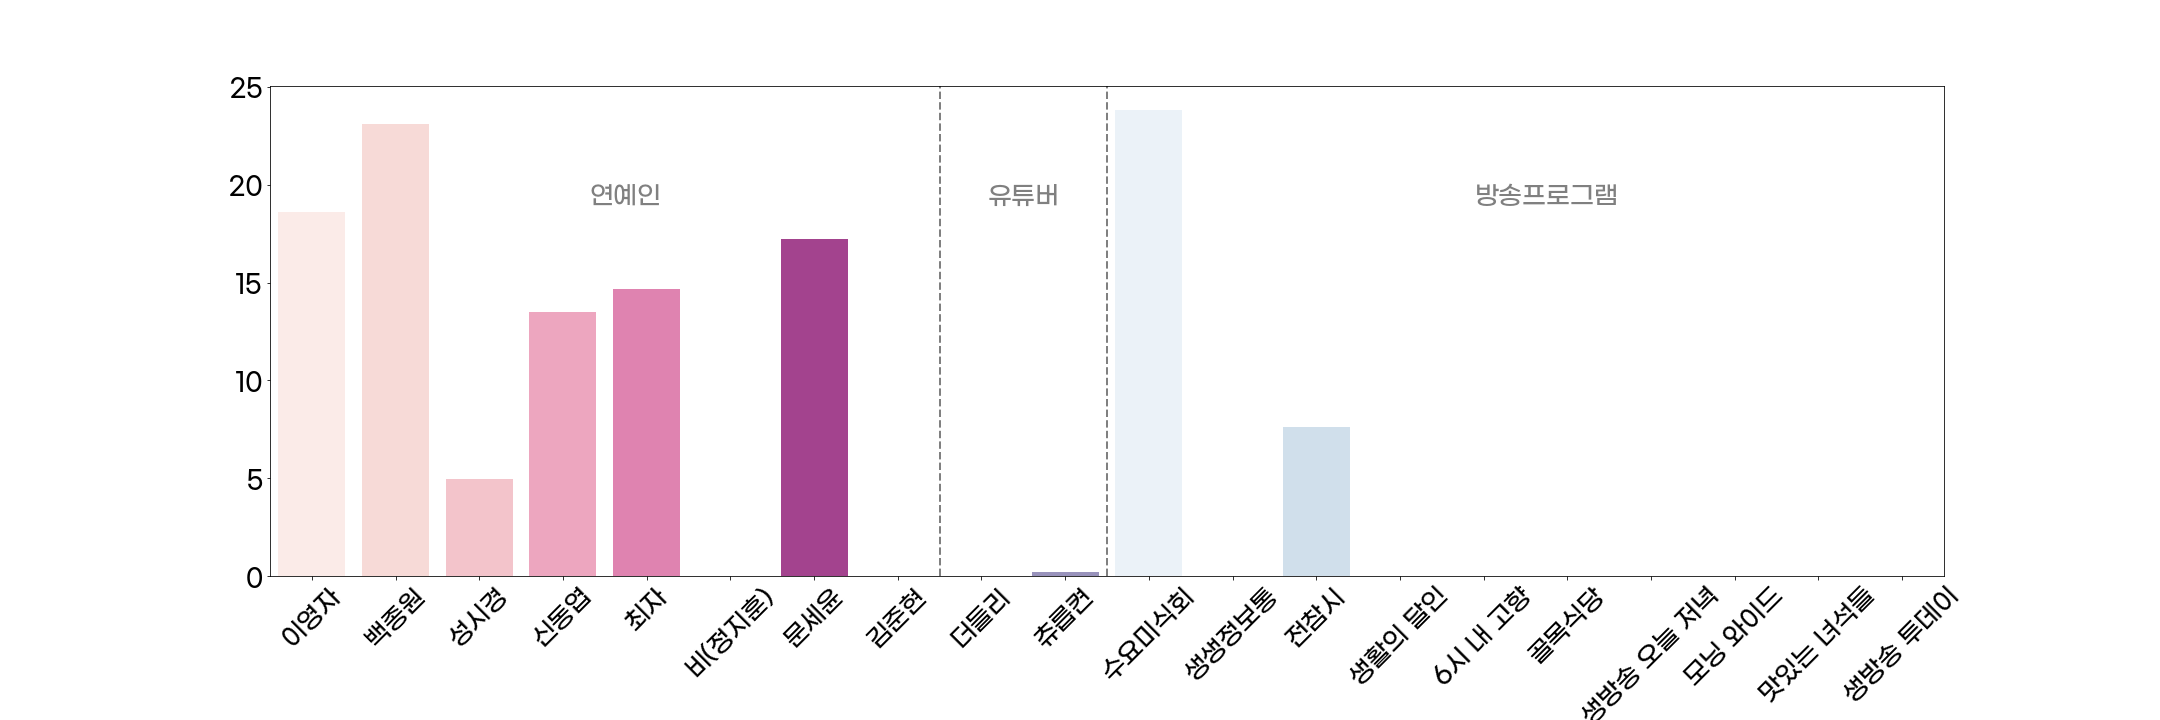 25
20
15
10
5
0
연예인
유튜버
방송프로그램
이영자
백종원
성시경
신동엽
최자
비(정지훈)
문세윤
김준현
더들리
츄릅켠
수요미식회
생생정보통
전참시
생활의 달인
6시 내 고향
골목식당
생방송 오늘 저녁
모닝 와이드
맛있는 녀석들
생방송 투데이